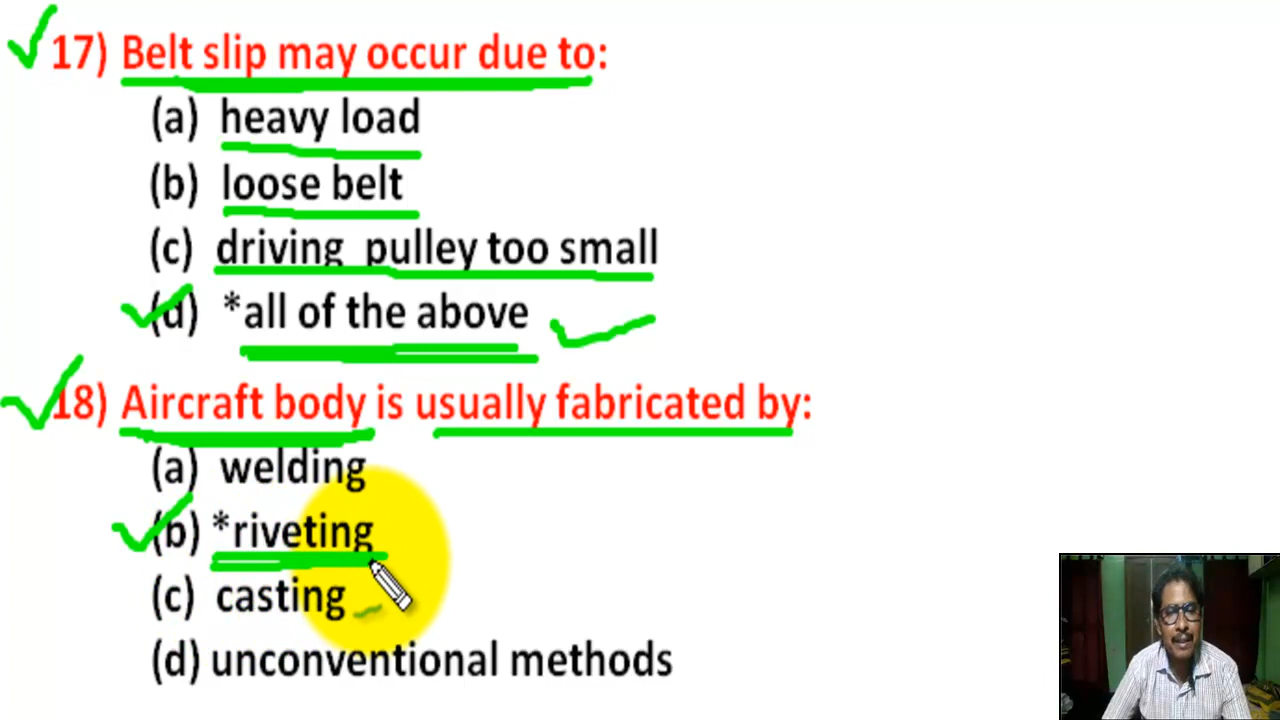 17) Belt slip may occur due to:
(a) heavy load
(b) loose belt
(c) driving pulley too small
(d) *all of the above
18) Aircraft body is usually fabricated by:
(a) welding
(b) *riveting
(c) casting
(d) unconventional methods